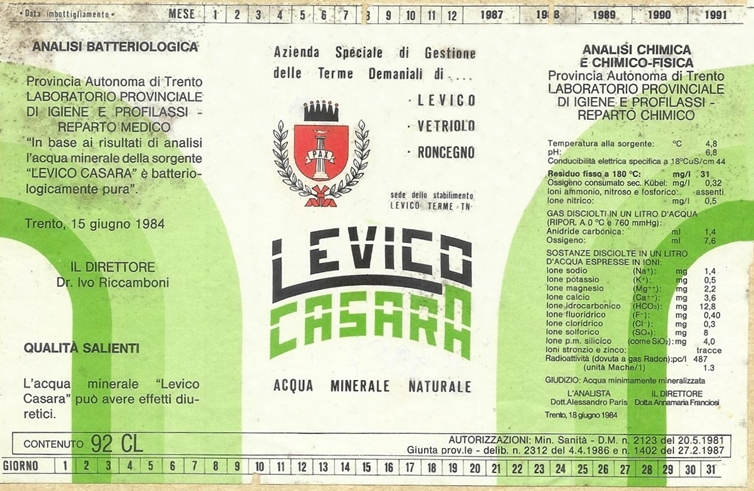 Data imbottigliamento MESE 1 2 3 4 5 6 7 8 9 10 11 12 1987 1988 1989 1990 1991
ANALISI BATTERIOLOGICA
Provincia Autonoma di Trento
LABORATORIO PROVINCIALE
DI IGIENE E PROFILASSI -
REPARTO MEDICO
"In base ai risultati di analisi
l'acqua minerale della sorgente
"LEVICO CASARA" è batterio-
logicamente pura".
Trento, 15 giugno 1984
IL DIRETTORE
Dr. Ivo Riccamboni
QUALITÀ SALIENTI
L'acqua minerale "Levico
Casara" può avere effetti diu-
retici.
Azienda Speciale di Gestione
delle Terme Demaniali di....
· LEVICO
· VETRIOLO
· RONCEGNO
PAX
sede dello stabilimento
LEVICO TERME -TN-
LEVICO
CASARA
ACQUA MINERALE NATURALE
ANALISI CHIMICA
E CHIMICO-FISICA
Provincia Autonoma di Trento
LABORATORIO PROVINCIALE
DI IGIENE E PROFILASSI -
REPARTO CHIMICO
Temperatura alla sorgente: °C 4,8
pH: 6,8
Conducibilità elettrica specifica a 18°CuS/cm 44
Residuo fisso a 180 °C: mg/l 31
Ossigeno consumato sec. Kübel: mg/l 0,32
Ioni ammonio, nitroso e fosforico: assenti
Ione nitrico: mg/l 0,5
GAS DISCIOLTI IN UN LITRO D'ACQUA
(RIPOR. A 0 °C e 760 mmHg):
Anidride carbónica: ml 1,4
Ossigeno: ml 7,6
SOSTANZE DISCIOLTE IN UN LITRO
D'ACQUA ESPRESSE IN IONI:
Ione sodio (Na⁺): mg 1,4
Ione potassio (K⁺): mg 0,5
Ione magnesio (Mg⁺⁺): mg 2,2
Ione calcio (Ca⁺⁺): mg 3,6
Ione idrocarbonico (HCO₃): mg 12,8
Ione fluoridrico (F⁻): mg 0,40
Ione cloridrico (Cl⁻): mg 0,3
Ione solforico (SO₄): mg 8
Ione p.m. silicico (come SiO₂): mg 4,0
Ioni stronzio e zinco: tracce
Radioattività (dovuta a gas Radon):pc/l 487
(unità Mache/l) 1.3
GIUDIZIO: Acqua minimamente mineralizzata
L'ANALISTA IL DIRETTORE
Dott.Alessandro Paris Dotta.Annamaria Franciosi
Trento, 18 giugno 1984
CONTENUTO 92 CL
AUTORIZZAZIONI: Min. Sanità - D.M. n. 2123 del 20.5.1981
Giunta prov.le - delib. n. 2312 del 4.4.1986 e n. 1402 del 27.2.1987
GIORNO 1 2 3 4 5 6 7 8 9 10 11 12 13 14 15 16 17 18 19 20 21 22 23 24 25 26 27 28 29 30 31